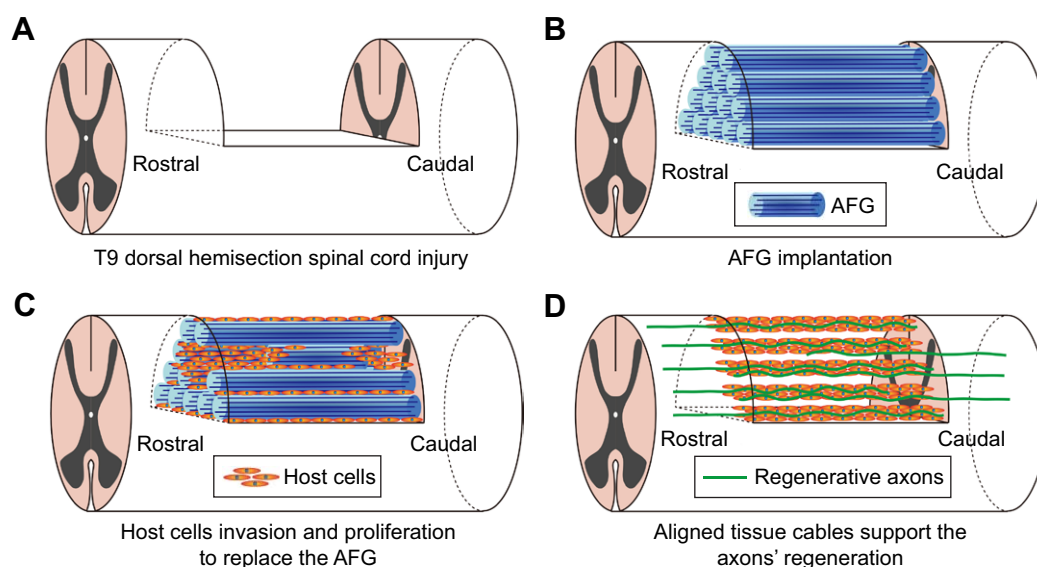 A
Rostral
Caudal
T9 dorsal hemisection spinal cord injury
B
Rostral
Caudal
AFG
AFG implantation
C
Rostral
Caudal
Host cells
Host cells invasion and proliferation
to replace the AFG
D
Rostral
Caudal
Regenerative axons
Aligned tissue cables support the
axons’ regeneration